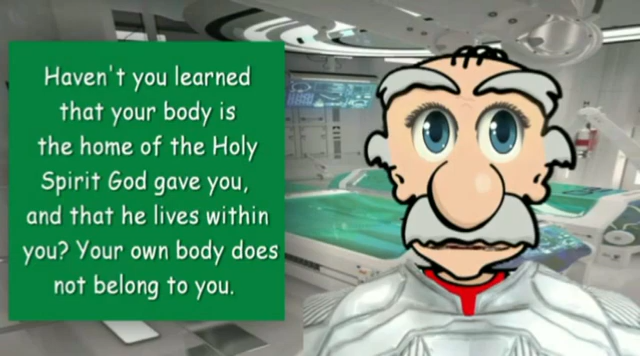 Haven't you learned
that your body is
the home of the Holy
Spirit God gave you,
and that he lives within
you? Your own body does
not belong to you.